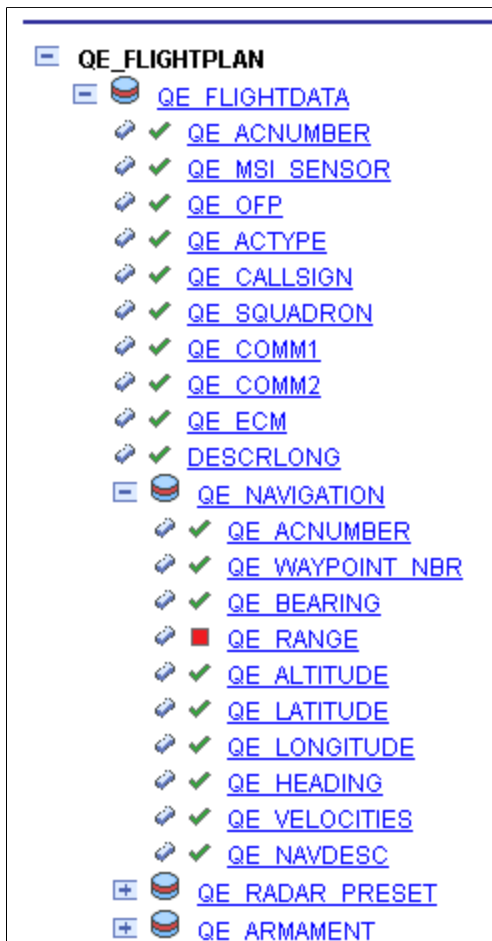 QE_FLIGHTPLAN
QE_FLIGHTDATA
QE_ACNUMBER
QE_MSI_SENSOR
QE_OFP
QE_ACTYPE
QE_CALLSIGN
QE_SQUADRON
QE_COMM1
QE_COMM2
QE_ECM
DESCRLONG
QE_NAVIGATION
QE_ACNUMBER
QE_WAYPOINT_NBR
QE_BEARING
QE_RANGE
QE_ALTITUDE
QE_LATITUDE
QE_LONGITUDE
QE_HEADING
QE_VELOCITIES
QE_NAVDESC
QE_RADAR_PRESET
QE_ARMAMENT